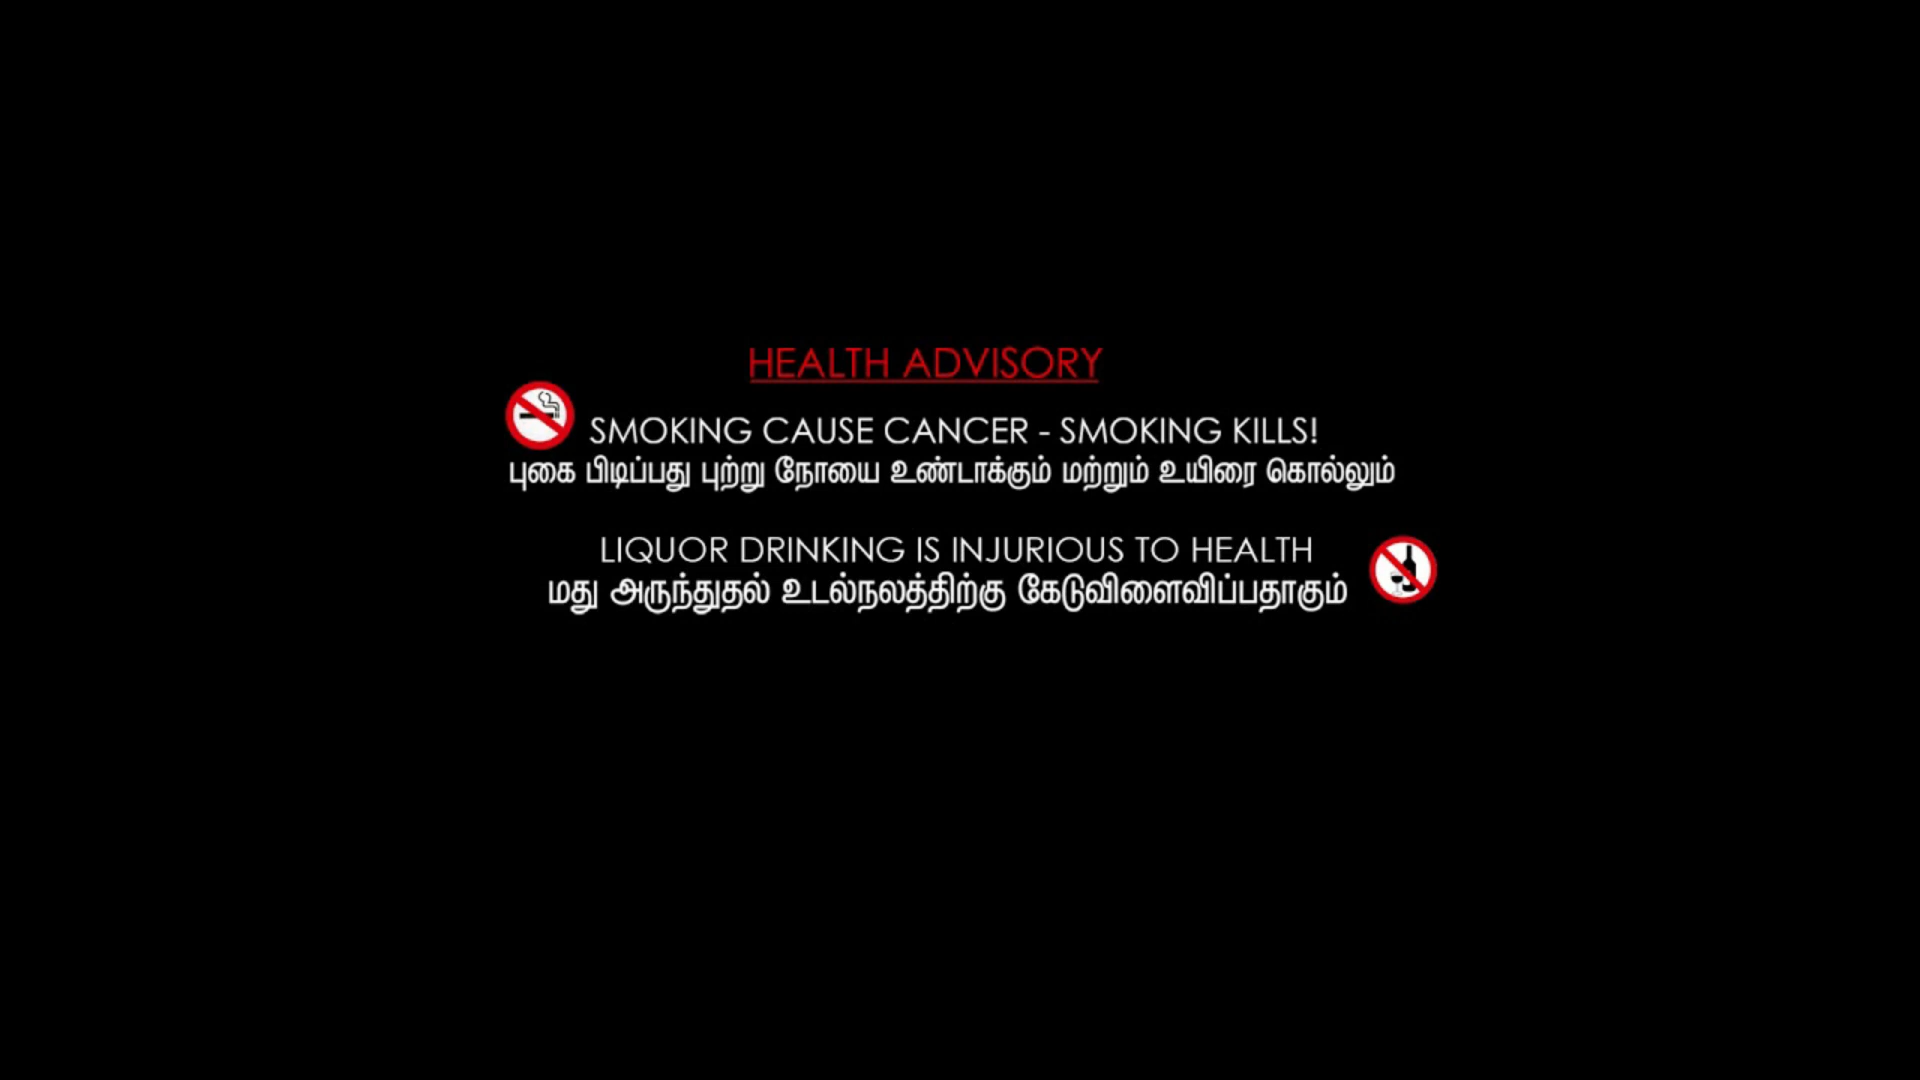 HEALTH ADVISORY
SMOKING CAUSE CANCER - SMOKING KILLS!
புகை பிடிப்பது புற்று நோயை உண்டாக்கும் மற்றும் உயிரை கொல்லும்
LIQUOR DRINKING IS INJURIOUS TO HEALTH
மது அருந்துதல் உடல்நலத்திற்கு கேடுவிளைவிப்பதாகும்